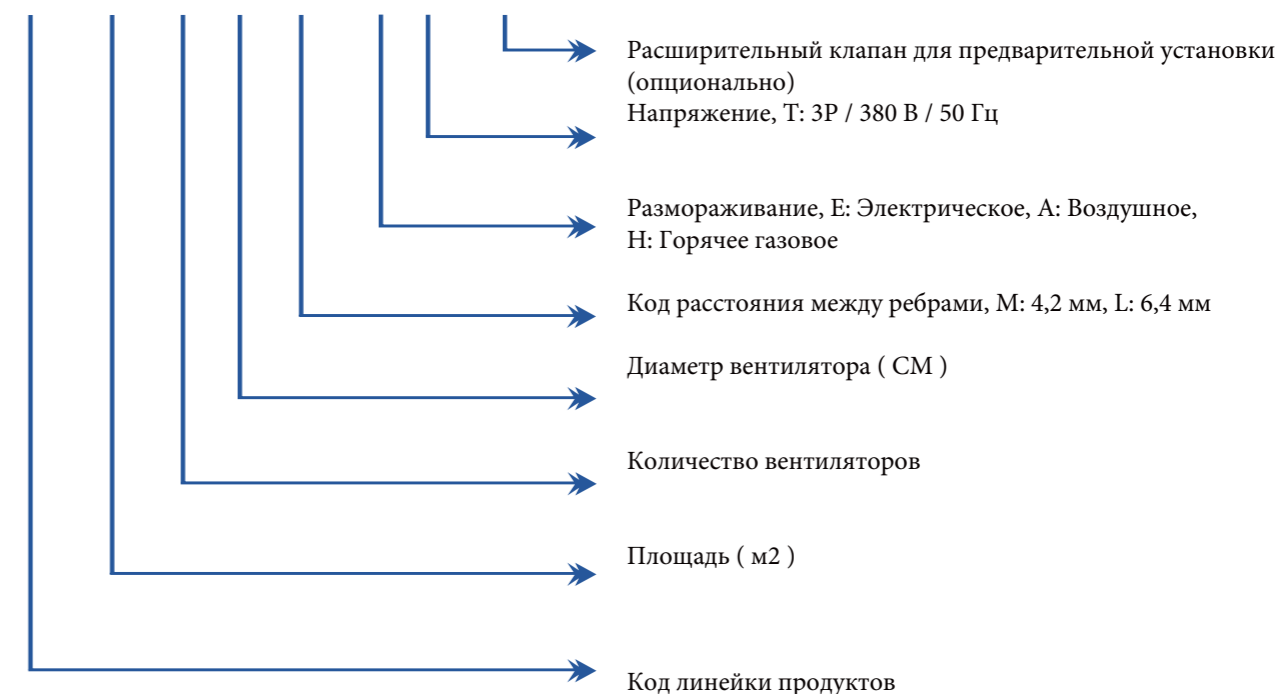 Расширительный клапан для предварительной установки
(опционально)
Напряжение, T: 3P / 380 В / 50 Гц
Размораживание, E: Электрическое, A: Воздушное,
H: Горячее газовое
Код расстояния между ребрами, M: 4,2 мм, L: 6,4 мм
Диаметр вентилятора ( СМ )
Количество вентиляторов
Площадь ( м2 )
Код линейки продуктов